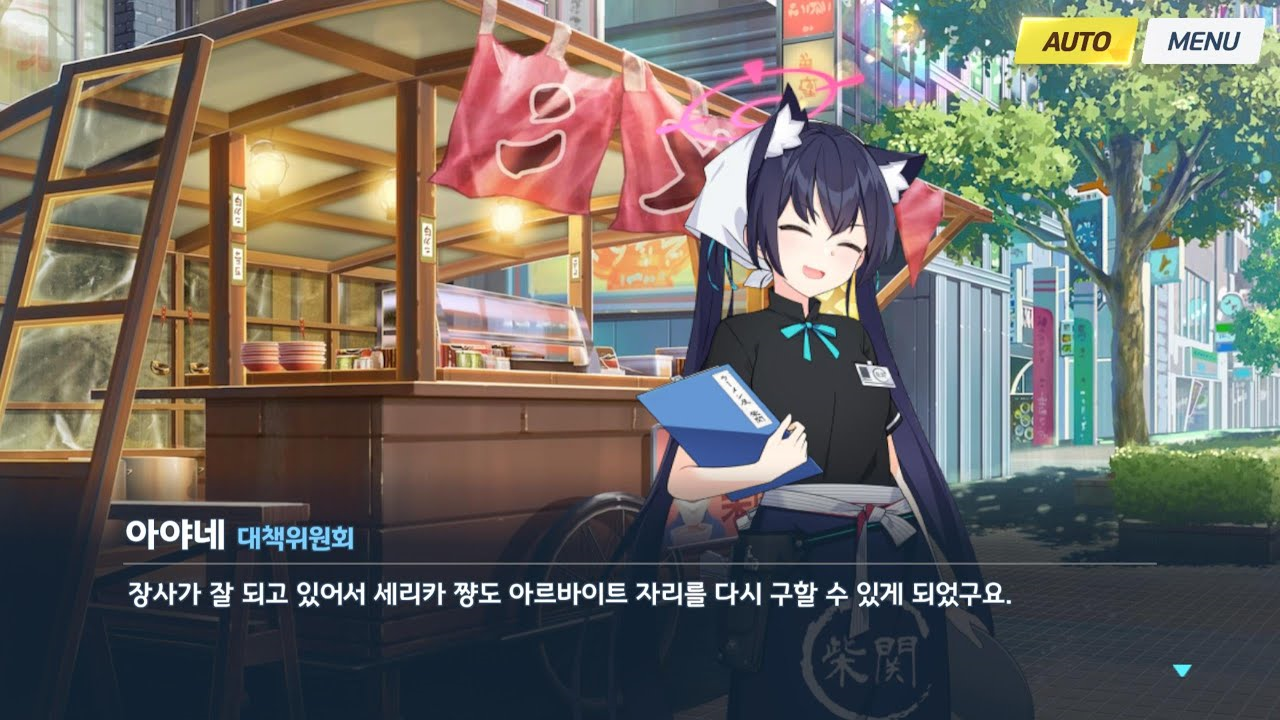 AUTO
MENU
아야네 대책위원회
장사가 잘 되고 있어서 세리카 쨩도 아르바이트 자리를 다시 구할 수 있게 되었구요.
柴関